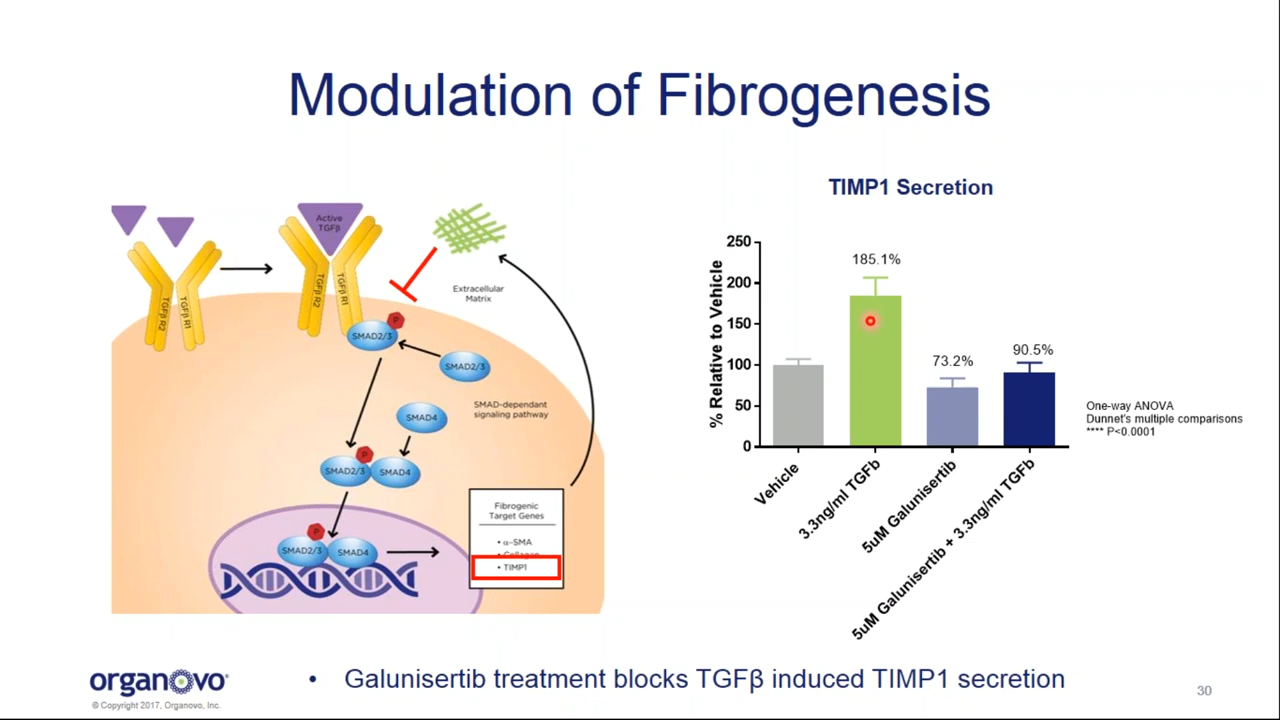 Modulation of Fibrogenesis
TIMP1 Secretion
Active
TGFβ
TGFβ R2
TGFβ R1
TGFβ R2
TGFβ R1
Extracellular
Matrix
P
SMAD2/3
SMAD2/3
SMAD-dependant
signaling pathway
SMAD4
P
SMAD2/3
SMAD4
P
SMAD2/3
SMAD4
Fibrogenic
Target Genes
• α-SMA
• Collagen
• TIMP1
% Relative to Vehicle
250
200
150
100
50
0
185.1%
73.2%
90.5%
Vehicle
3.3ng/ml TGFb
5uM Galunisertib
5uM Galunisertib + 3.3ng/ml TGFb
One-way ANOVA
Dunnet's multiple comparisons
**** P<0.0001
• Galunisertib treatment blocks TGFβ induced TIMP1 secretion
organovo
© Copyright 2017, Organovo, Inc.
30